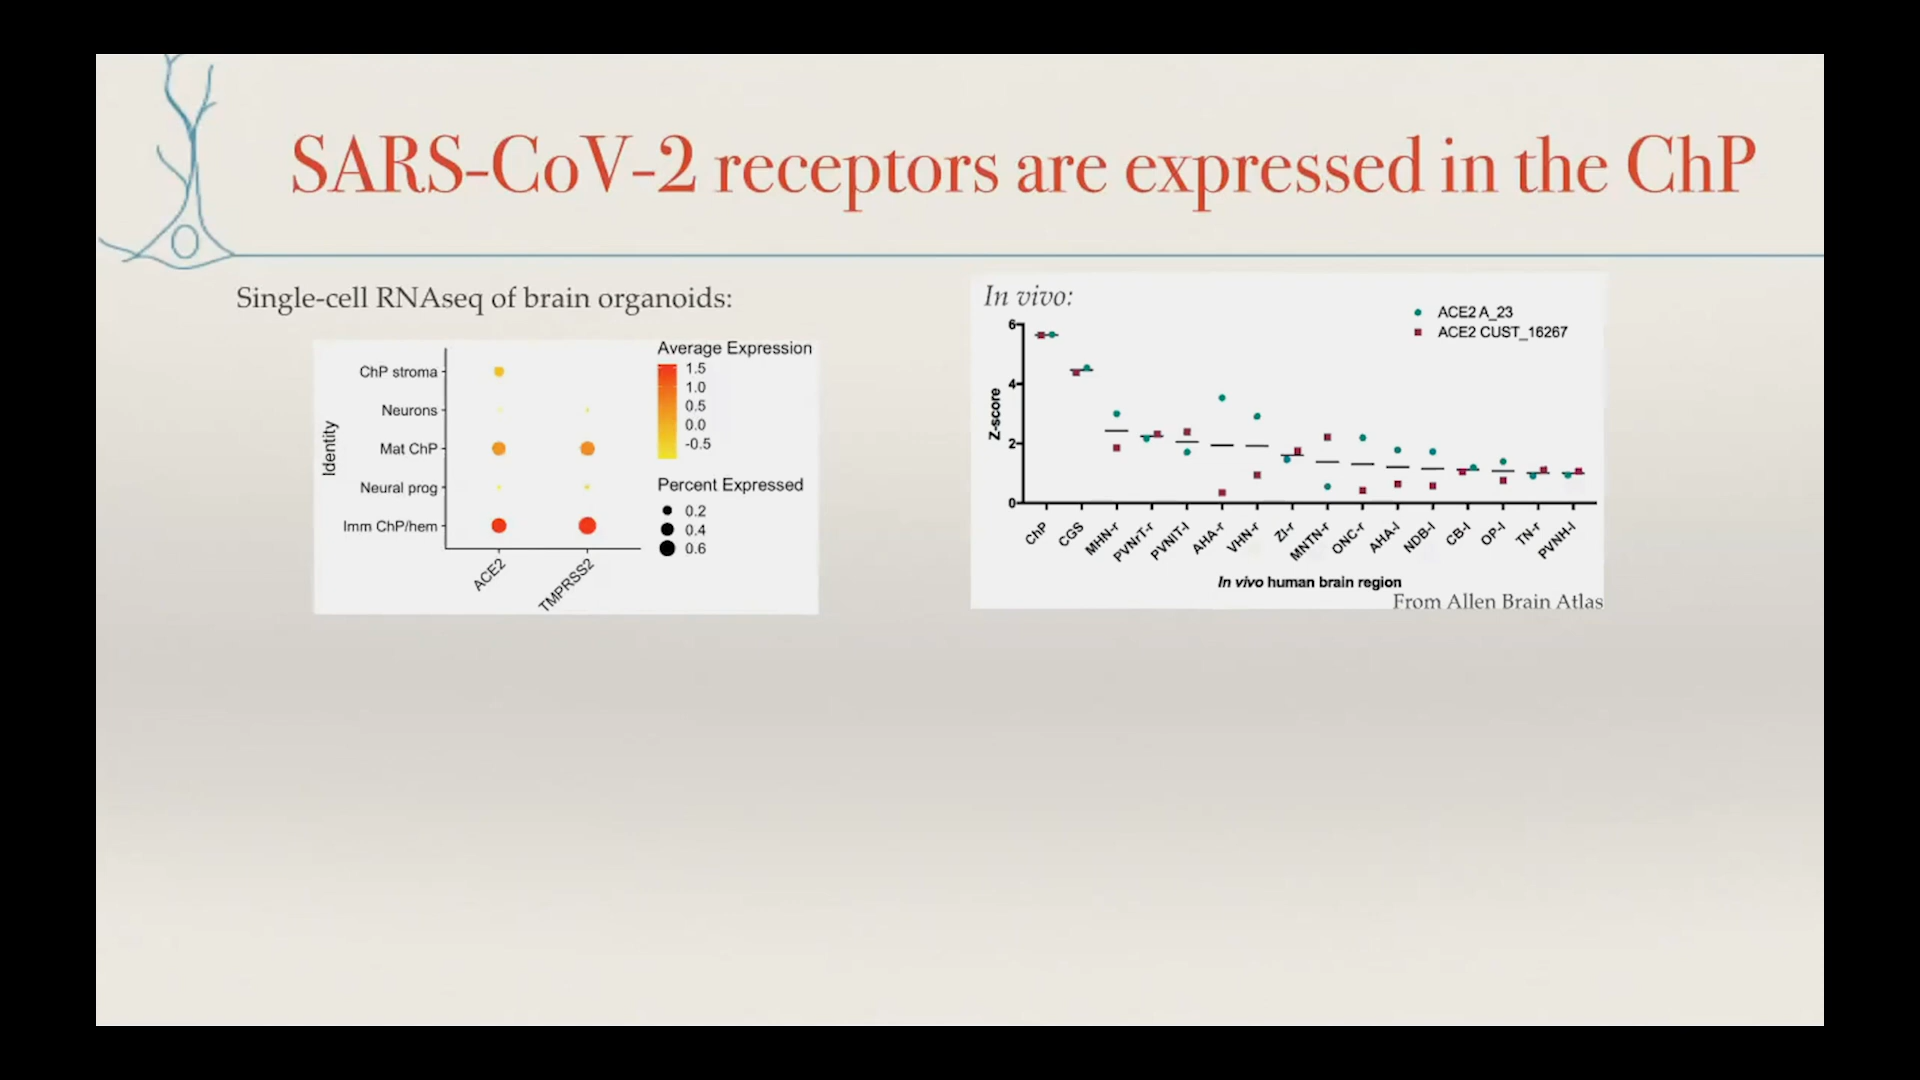 SARS-CoV-2 receptors are expressed in the ChP
Single-cell RNAseq of brain organoids:
Identity
ChP stroma
Neurons
Mat ChP
Neural prog
Imm ChP/hem
ACE2
TMPRSS2
Average Expression
1.5
1.0
0.5
0.0
-0.5
Percent Expressed
0.2
0.4
0.6
In vivo:
ACE2 A_23
ACE2 CUST_16267
Z-score
6
4
2
0
ChP
CGS
MHN-r
PVNrT-r
PVNIT-l
AHA-r
VHN-r
ZI-r
MNTN-r
ONC-r
AHA-l
NDB-l
CB-l
OP-l
TN-r
PVNH-l
In vivo human brain region
From Allen Brain Atlas